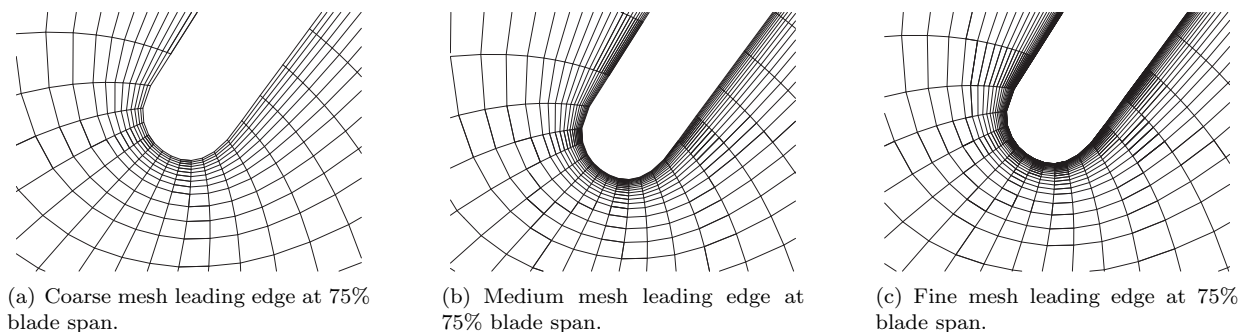 (a) Coarse mesh leading edge at 75%
blade span.
(b) Medium mesh leading edge at
75% blade span.
(c) Fine mesh leading edge at 75%
blade span.